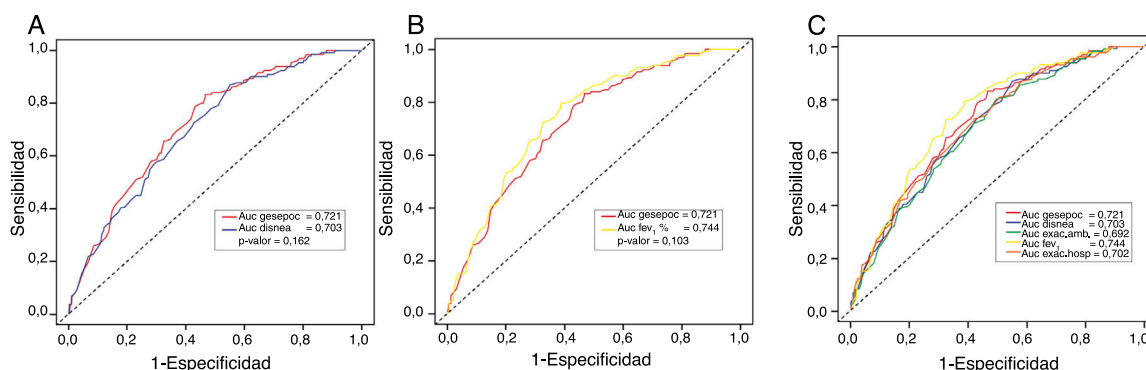 A
1,0
0,8
0,6
0,4
0,2
0,0
Sensibilidad
Auc gesepoc = 0,721
Auc disnea = 0,703
p-valor = 0,162
0,0 0,2 0,4 0,6 0,8 1,0
1-Especificidad
B
1,0
0,8
0,6
0,4
0,2
0,0
Sensibilidad
Auc gesepoc = 0,721
Auc fev₁ % = 0,744
p-valor = 0,103
0,0 0,2 0,4 0,6 0,8 1,0
1-Especificidad
C
1,0
0,8
0,6
0,4
0,2
0,0
Sensibilidad
Auc gesepoc = 0,721
Auc disnea = 0,703
Auc exac.amb. = 0,692
Auc fev₁ = 0,744
Auc exac.hosp = 0,702
0,0 0,2 0,4 0,6 0,8 1,0
1-Especificidad